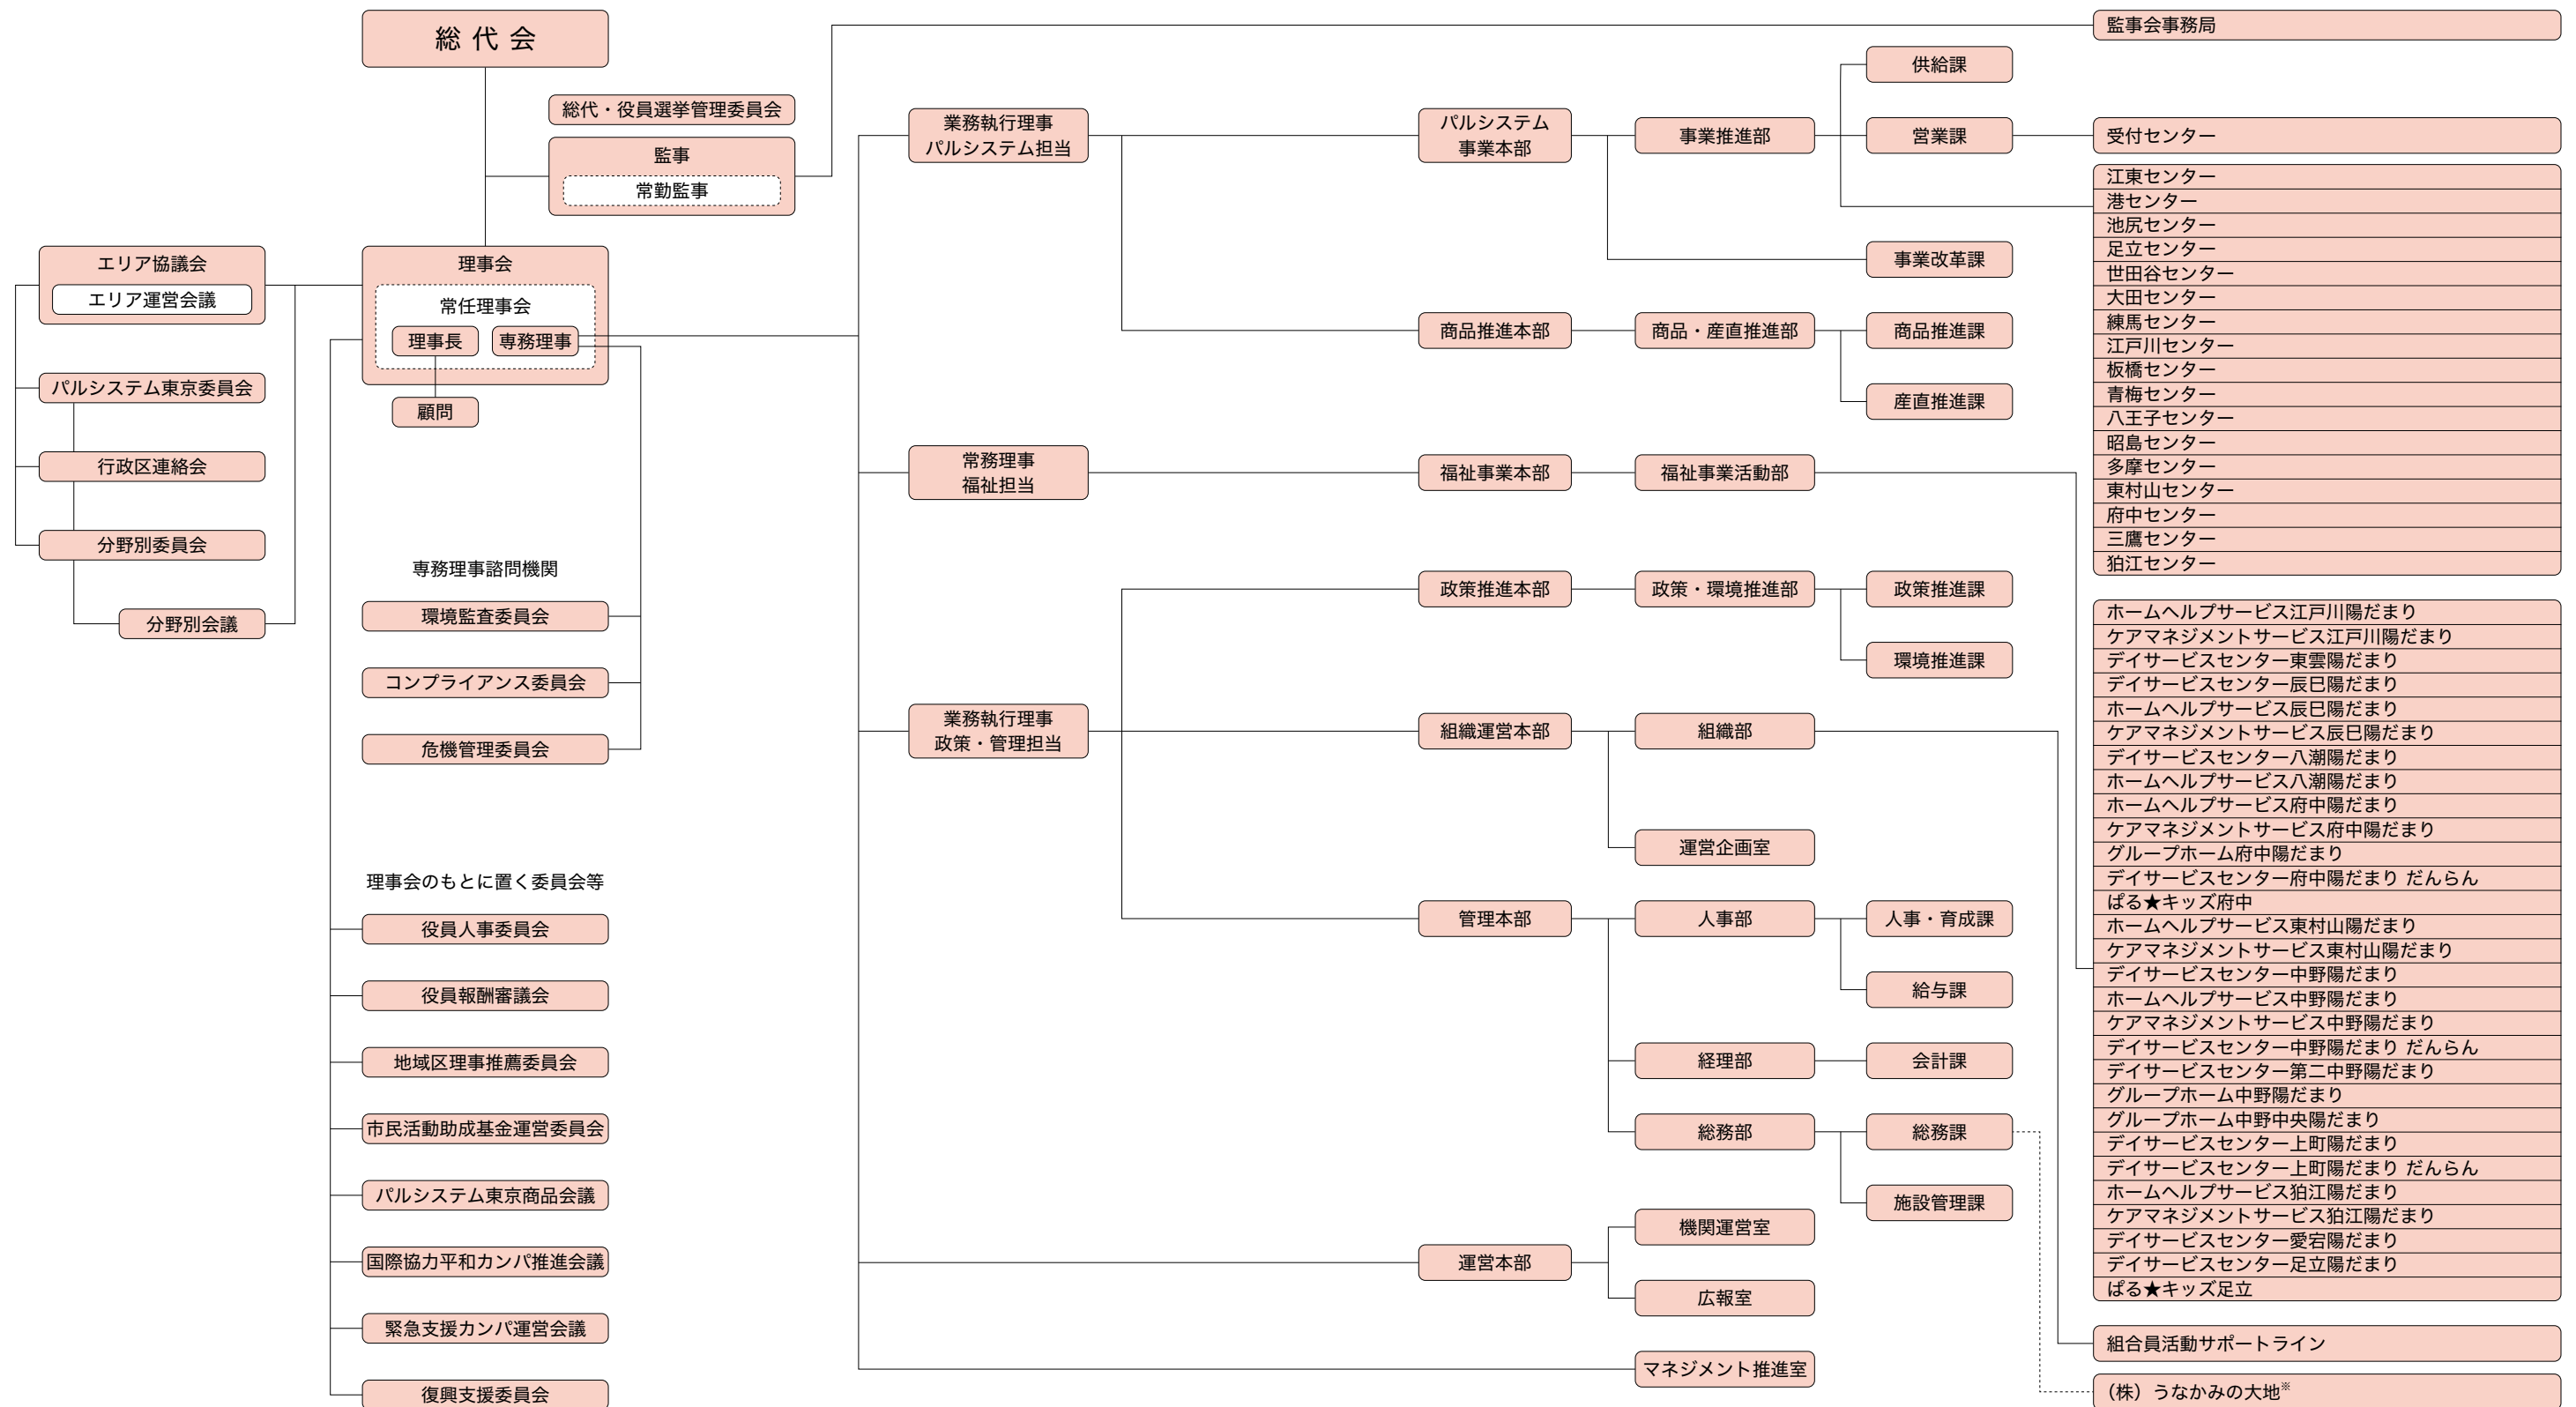 総代会
総代・役員選挙管理委員会
監事
常勤監事
エリア協議会
エリア運営会議
パルシステム東京委員会
行政区連絡会
分野別委員会
分野別会議
理事会
常任理事会
理事長
専務理事
顧問
専務理事諮問機関
環境監査委員会
コンプライアンス委員会
危機管理委員会
理事会のもとに置く委員会等
役員人事委員会
役員報酬審議会
地域区理事推薦委員会
市民活動助成基金運営委員会
パルシステム東京商品会議
国際協力平和カンパ推進会議
緊急支援カンパ運営会議
復興支援委員会
業務執行理事
パルシステム担当
常務理事
福祉担当
業務執行理事
政策・管理担当
パルシステム
事業本部
商品推進本部
福祉事業本部
政策推進本部
組織運営本部
管理本部
運営本部
事業推進部
商品・産直推進部
福祉事業活動部
政策・環境推進部
組織部
運営企画室
人事部
経理部
総務部
機関運営室
広報室
マネジメント推進室
供給課
営業課
事業改革課
商品推進課
産直推進課
政策推進課
環境推進課
人事・育成課
給与課
会計課
総務課
施設管理課
監事会事務局
受付センター
江東センター
港センター
池尻センター
足立センター
世田谷センター
大田センター
練馬センター
江戸川センター
板橋センター
青梅センター
八王子センター
昭島センター
多摩センター
東村山センター
府中センター
三鷹センター
狛江センター
ホームヘルプサービス江戸川陽だまり
ケアマネジメントサービス江戸川陽だまり
デイサービスセンター東雲陽だまり
デイサービスセンター辰巳陽だまり
ホームヘルプサービス辰巳陽だまり
ケアマネジメントサービス辰巳陽だまり
デイサービスセンター八潮陽だまり
ホームヘルプサービス八潮陽だまり
ホームヘルプサービス府中陽だまり
ケアマネジメントサービス府中陽だまり
グループホーム府中陽だまり
デイサービスセンター府中陽だまり だんらん
ぱる★キッズ府中
ホームヘルプサービス東村山陽だまり
ケアマネジメントサービス東村山陽だまり
デイサービスセンター中野陽だまり
ホームヘルプサービス中野陽だまり
ケアマネジメントサービス中野陽だまり
デイサービスセンター中野陽だまり だんらん
デイサービスセンター第二中野陽だまり
グループホーム中野陽だまり
グループホーム中野中央陽だまり
デイサービスセンター上町陽だまり
デイサービスセンター上町陽だまり だんらん
ホームヘルプサービス狛江陽だまり
ケアマネジメントサービス狛江陽だまり
デイサービスセンター愛宕陽だまり
デイサービスセンター足立陽だまり
ぱる★キッズ足立
組合員活動サポートライン
（株）うなかみの大地※